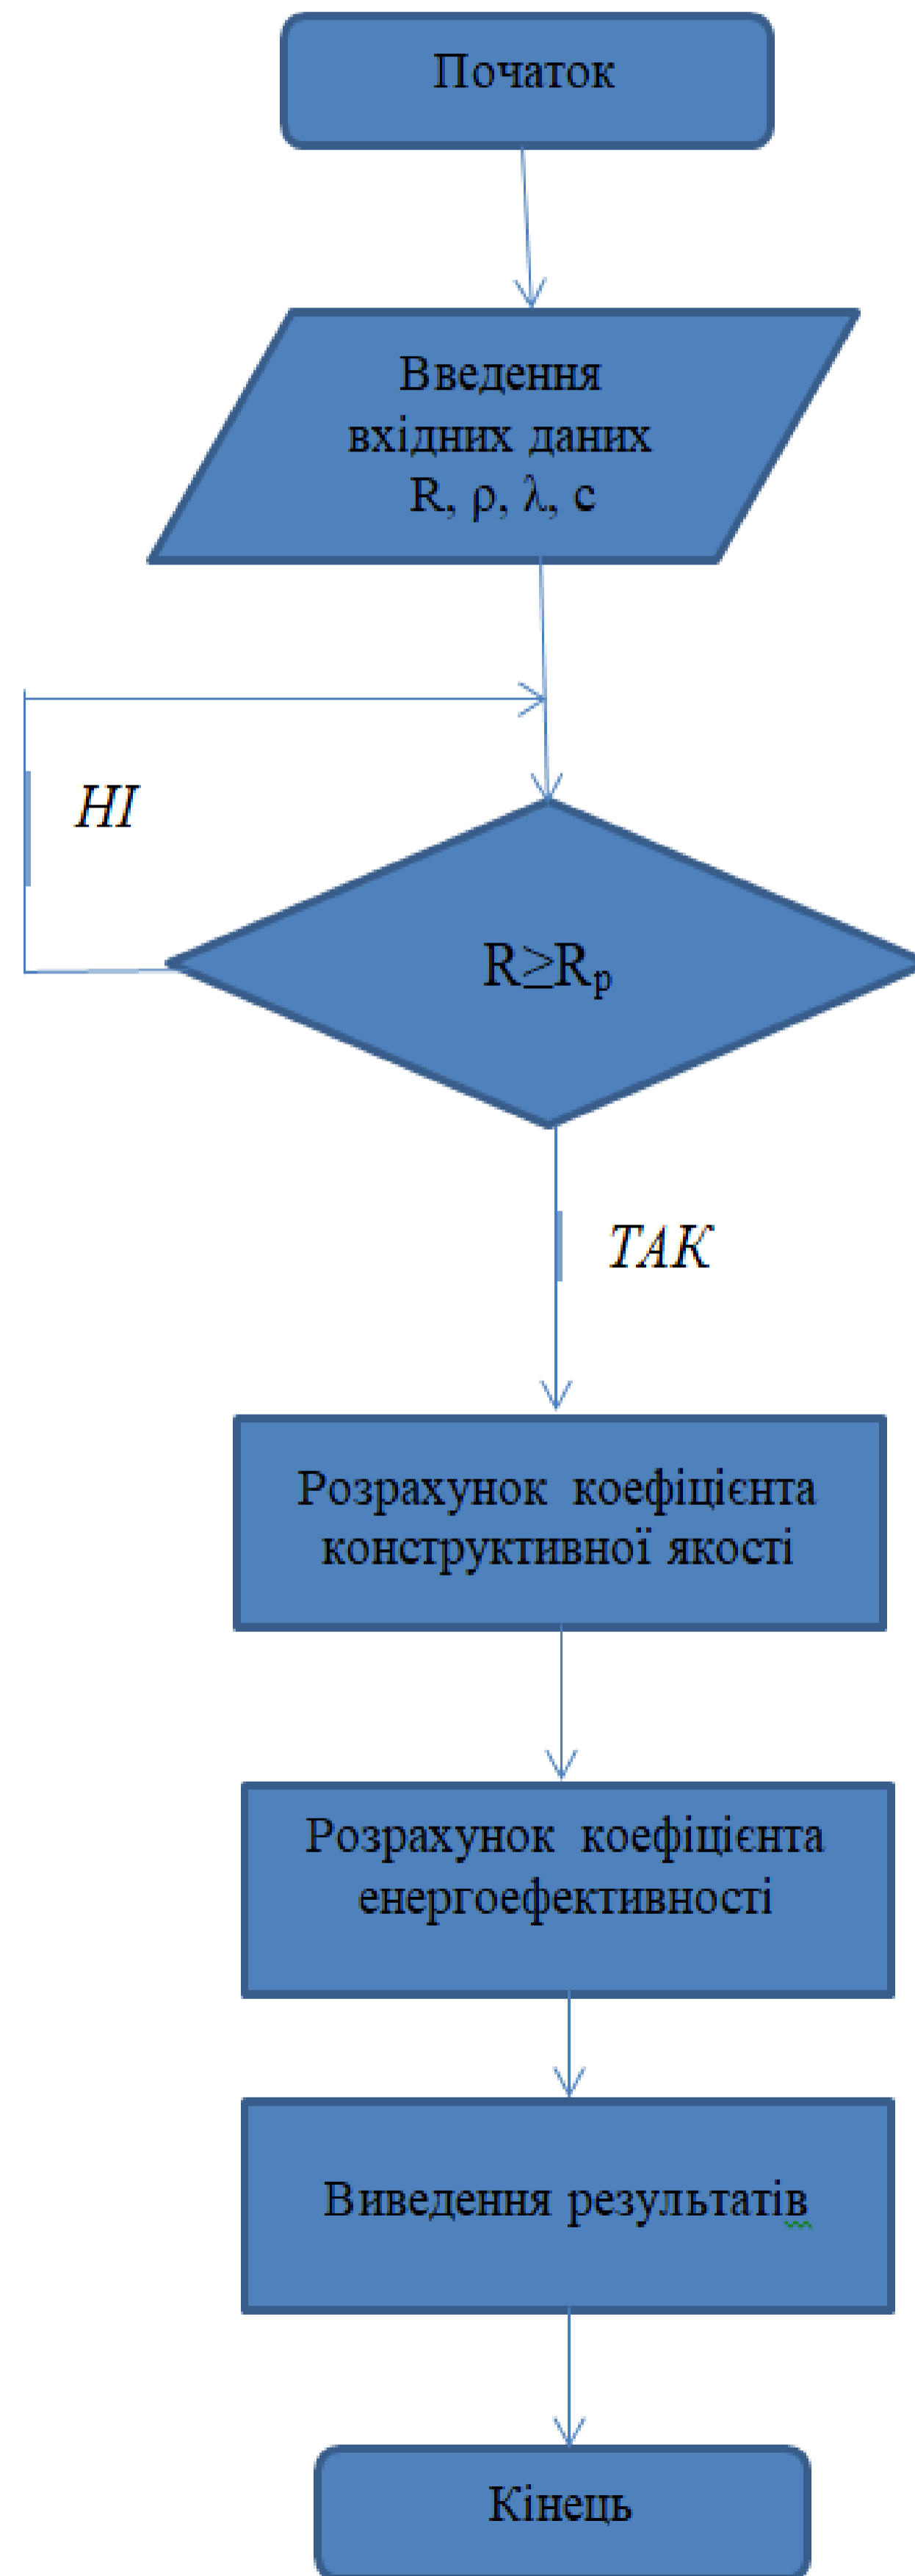 Початок
Введення
вхідних даних
R, ρ, λ, c
НІ
R≥Rр
ТАК
Розрахунок коефіцієнта
конструктивної якості
Розрахунок коефіцієнта
енергоефективності
Виведення результатів
Кінець